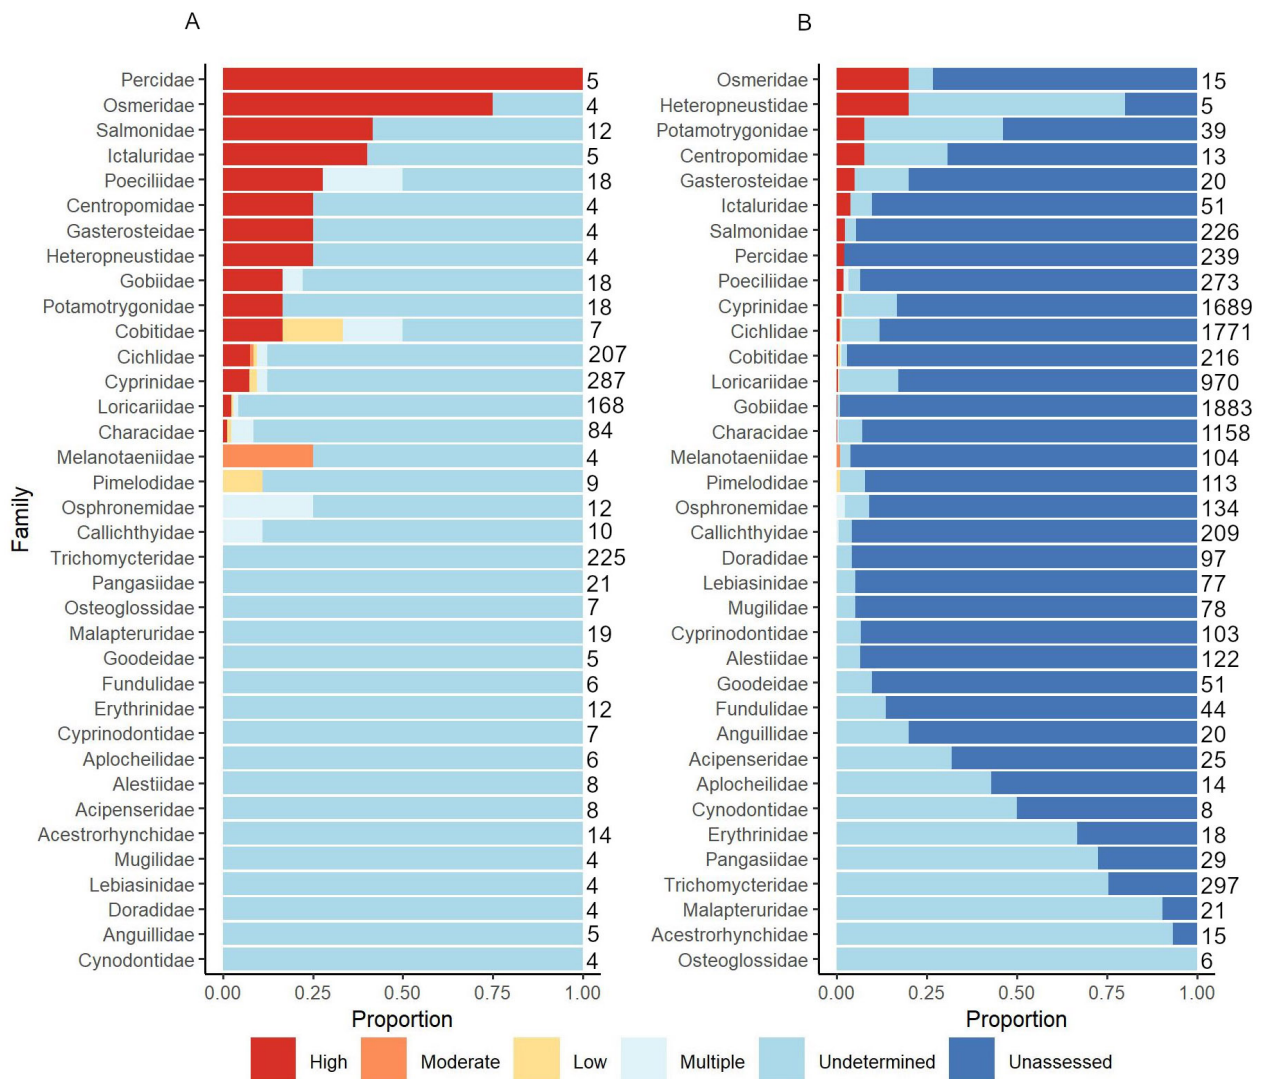 A
B
Family
Percidae 5
Osmeridae 4
Salmonidae 12
Ictaluridae 5
Poeciliidae 18
Centropomidae 4
Gasterosteidae 4
Heteropneustidae 4
Gobiidae 18
Potamotrygonidae 18
Cobitidae 7
Cichlidae 207
Cyprinidae 287
Loricariidae 168
Characidae 84
Melanotaeniidae 4
Pimelodidae 9
Osphronemidae 12
Callichthyidae 10
Trichomycteridae 225
Pangasiidae 21
Osteoglossidae 7
Malapteruridae 19
Goodeidae 5
Fundulidae 6
Erythrinidae 12
Cyprinodontidae 7
Aplocheilidae 6
Alestiidae 8
Acipenseridae 8
Acestrorhynchidae 14
Mugilidae 4
Lebiasinidae 4
Doradidae 4
Anguillidae 5
Cynodontidae 4
0.00 0.25 0.50 0.75 1.00
Proportion
Osmeridae 15
Heteropneustidae 5
Potamotrygonidae 39
Centropomidae 13
Gasterosteidae 20
Ictaluridae 51
Salmonidae 226
Percidae 239
Poeciliidae 273
Cyprinidae 1689
Cichlidae 1771
Cobitidae 216
Loricariidae 970
Gobiidae 1883
Characidae 1158
Melanotaeniidae 104
Pimelodidae 113
Osphronemidae 134
Callichthyidae 209
Doradidae 97
Lebiasinidae 77
Mugilidae 78
Cyprinodontidae 103
Alestiidae 122
Goodeidae 51
Fundulidae 44
Anguillidae 20
Acipenseridae 25
Aplocheilidae 14
Cynodontidae 8
Erythrinidae 18
Pangasiidae 29
Trichomycteridae 297
Malapteruridae 21
Acestrorhynchidae 15
Osteoglossidae 6
0.00 0.25 0.50 0.75 1.00
Proportion
High Moderate Low Multiple Undetermined Unassessed